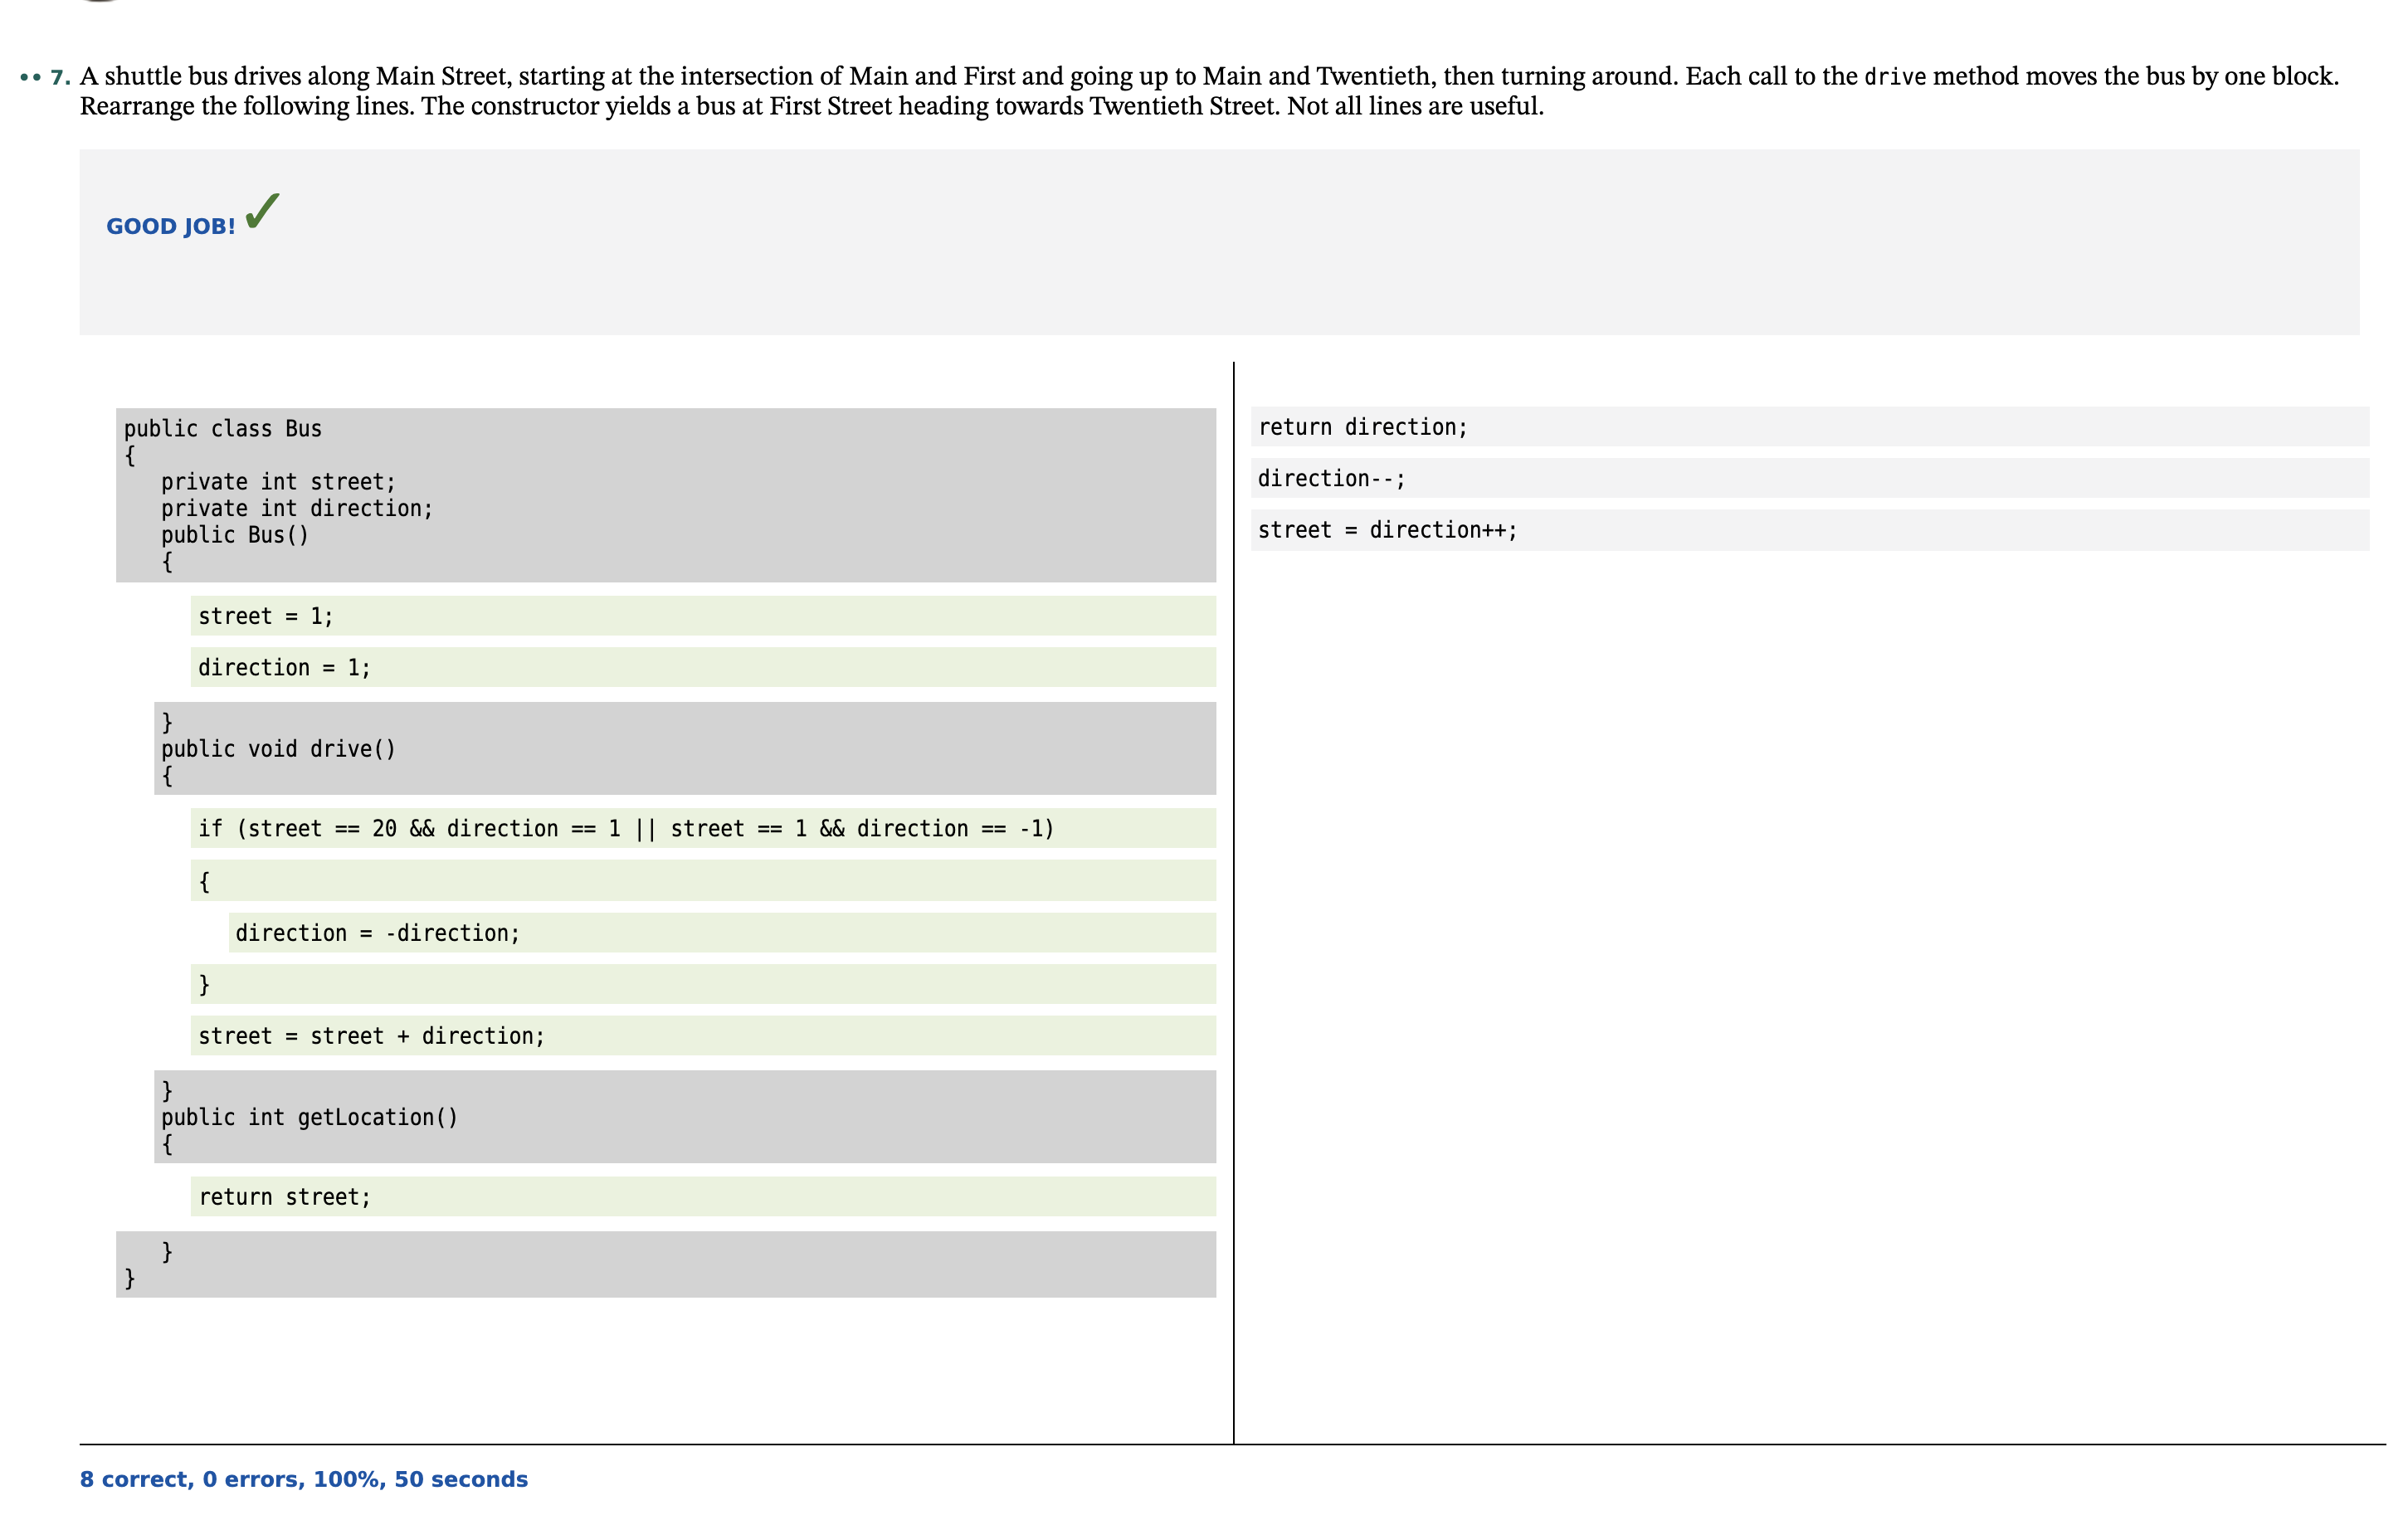 •• 7. A shuttle bus drives along Main Street, starting at the intersection of Main and First and going up to Main and Twentieth, then turning around. Each call to the drive method moves the bus by one block.
Rearrange the following lines. The constructor yields a bus at First Street heading towards Twentieth Street. Not all lines are useful.
GOOD JOB! ✓
public class Bus
{
   private int street;
   private int direction;
   public Bus()
   {
      street = 1;
      direction = 1;
   }
   public void drive()
   {
      if (street == 20 && direction == 1 || street == 1 && direction == -1)
      {
         direction = -direction;
      }
      street = street + direction;
   }
   public int getLocation()
   {
      return street;
   }
}
return direction;
direction--;
street = direction++;
8 correct, 0 errors, 100%, 50 seconds